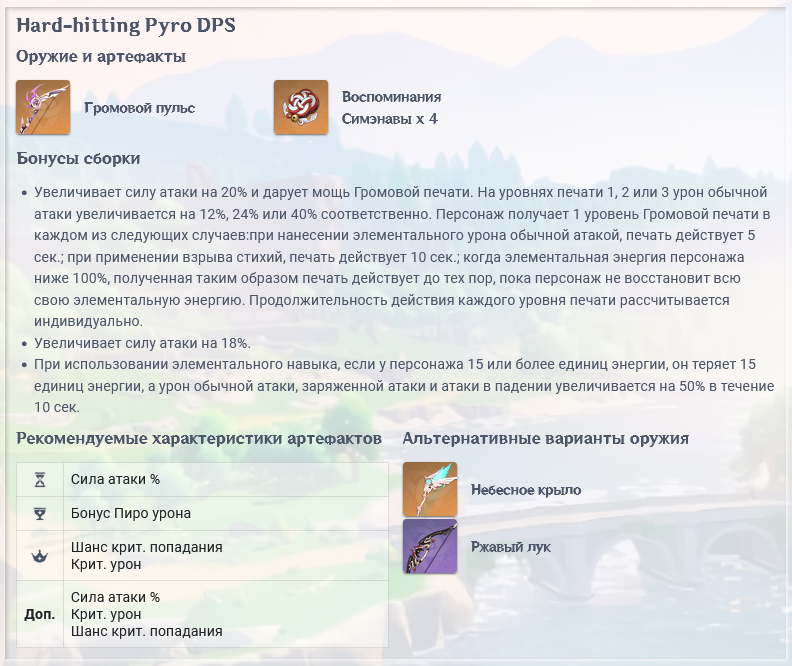 Hard-hitting Pyro DPS
Оружие и артефакты
Громовой пульс
Воспоминания
Симэнавы x 4
Бонусы сборки
• Увеличивает силу атаки на 20% и дарует мощь Громовой печати. На уровнях печати 1, 2 или 3 урон обычной
атаки увеличивается на 12%, 24% или 40% соответственно. Персонаж получает 1 уровень Громовой печати в
каждом из следующих случаев:при нанесении элементального урона обычной атакой, печать действует 5
сек.; при применении взрыва стихий, печать действует 10 сек.; когда элементальная энергия персонажа
ниже 100%, полученная таким образом печать действует до тех пор, пока персонаж не восстановит всю
свою элементальную энергию. Продолжительность действия каждого уровня печати рассчитывается
индивидуально.
• Увеличивает силу атаки на 18%.
• При использовании элементального навыка, если у персонажа 15 или более единиц энергии, он теряет 15
единиц энергии, а урон обычной атаки, заряженной атаки и атаки в падении увеличивается на 50% в течение
10 сек.
Рекомендуемые характеристики артефактов
Сила атаки %
Бонус Пиро урона
Шанс крит. попадания
Крит. урон
Доп.
Сила атаки %
Крит. урон
Шанс крит. попадания
Альтернативные варианты оружия
Небесное крыло
Ржавый лук